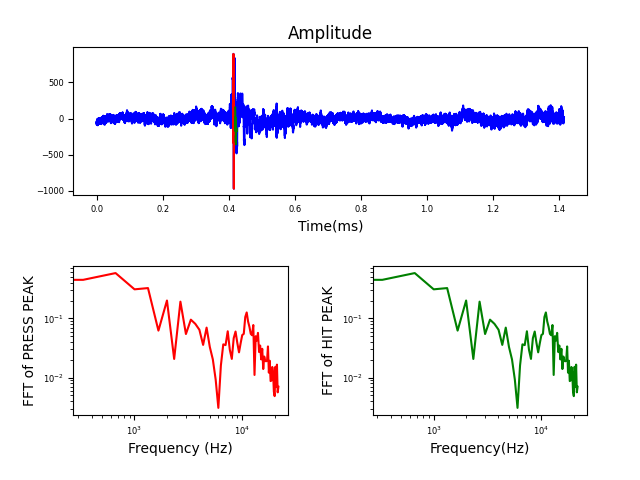 Amplitude
500
0
−500
−1000
0.0 0.2 0.4 0.6 0.8 1.0 1.2 1.4
Time(ms)
FFT of PRESS PEAK
10⁻¹
10⁻²
10³ 10⁴
Frequency (Hz)
FFT of HIT PEAK
10⁻¹
10⁻²
10³ 10⁴
Frequency(Hz)